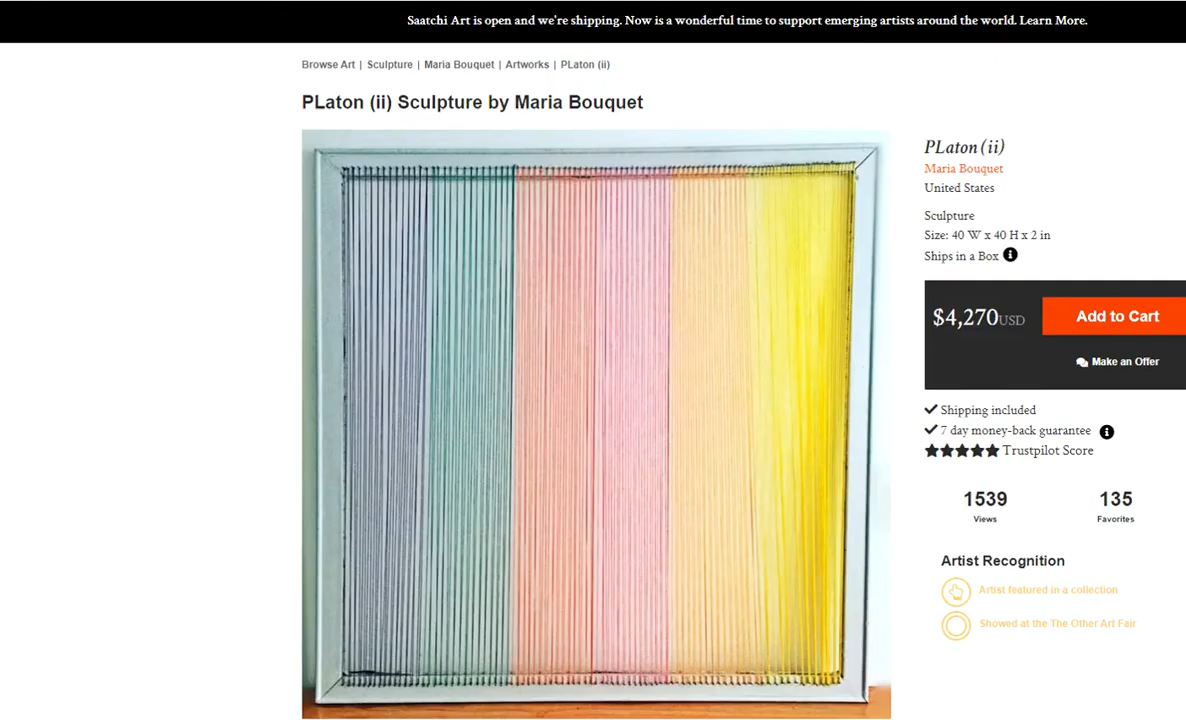 Saatchi Art is open and we're shipping. Now is a wonderful time to support emerging artists around the world. Learn More.
Browse Art | Sculpture | Maria Bouquet | Artworks | PLaton (ii)
PLaton (ii) Sculpture by Maria Bouquet
PLaton (ii)
Maria Bouquet
United States
Sculpture
Size: 40 W x 40 H x 2 in
Ships in a Box
$4,270USD
Add to Cart
Make an Offer
Shipping included
7 day money-back guarantee
Trustpilot Score
1539 135
Views Favorites
Artist Recognition
Artist featured in a collection
Showed at the The Other Art Fair